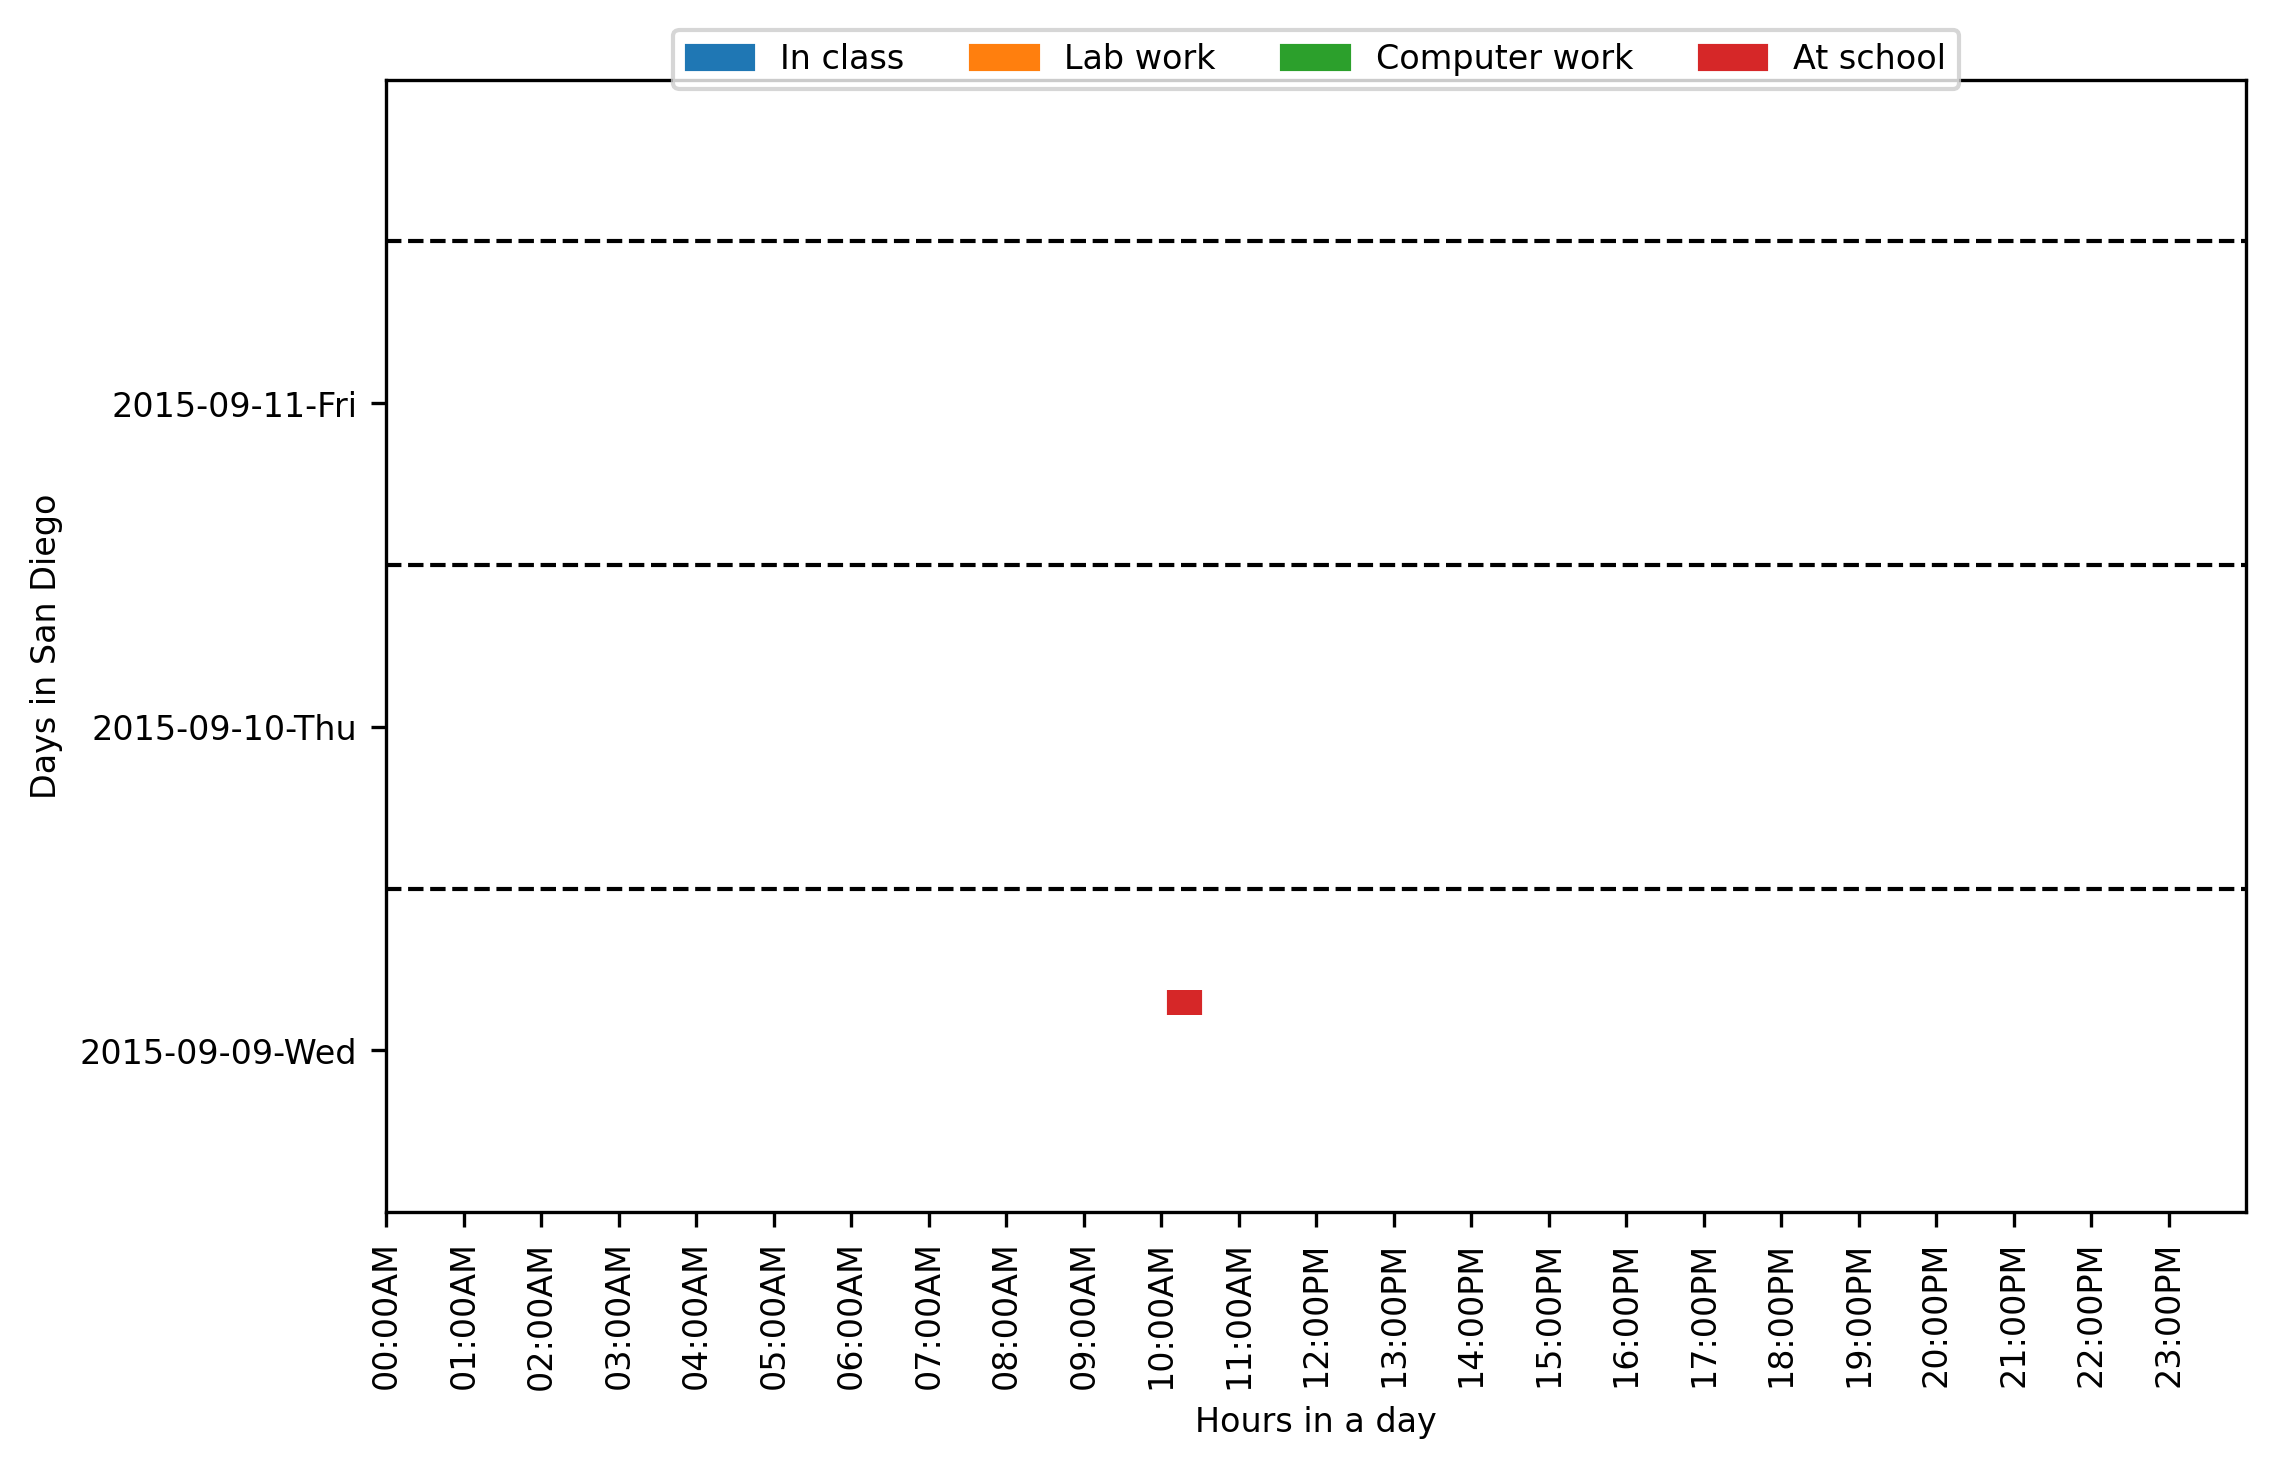 In class Lab work Computer work At school
Days in San Diego
2015-09-11-Fri
2015-09-10-Thu
2015-09-09-Wed
00:00AM 01:00AM 02:00AM 03:00AM 04:00AM 05:00AM 06:00AM 07:00AM 08:00AM 09:00AM 10:00AM 11:00AM 12:00PM 13:00PM 14:00PM 15:00PM 16:00PM 17:00PM 18:00PM 19:00PM 20:00PM 21:00PM 22:00PM 23:00PM
Hours in a day